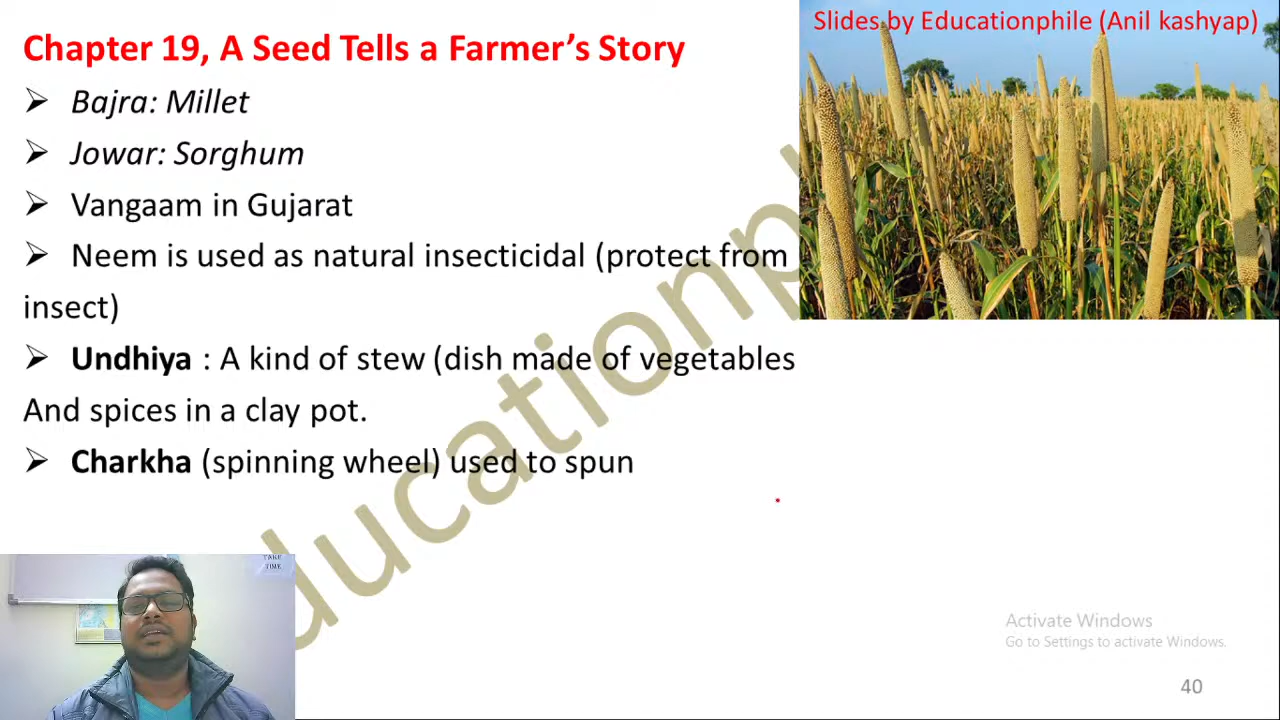 Slides by Educationphile (Anil kashyap)
Chapter 19, A Seed Tells a Farmer’s Story
➢ Bajra: Millet
➢ Jowar: Sorghum
➢ Vangaam in Gujarat
➢ Neem is used as natural insecticidal (protect from
insect)
➢ Undhiya : A kind of stew (dish made of vegetables
And spices in a clay pot.
➢ Charkha (spinning wheel) used to spun
TAKE
TIME
Activate Windows
Go to Settings to activate Windows.
40